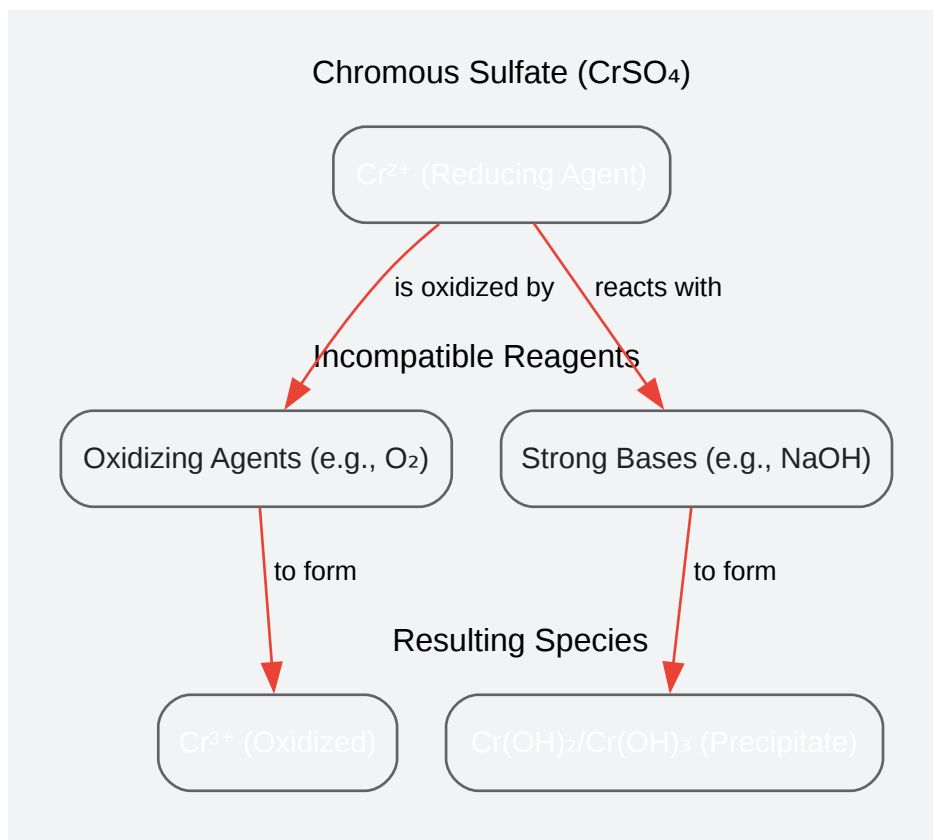 Chromous Sulfate (CrSO₄)
Cr²⁺ (Reducing Agent)
is oxidized by
reacts with
Incompatible Reagents
Oxidizing Agents (e.g., O₂)
Strong Bases (e.g., NaOH)
to form
to form
Resulting Species
Cr³⁺ (Oxidized)
Cr(OH)₂/Cr(OH)₃ (Precipitate)